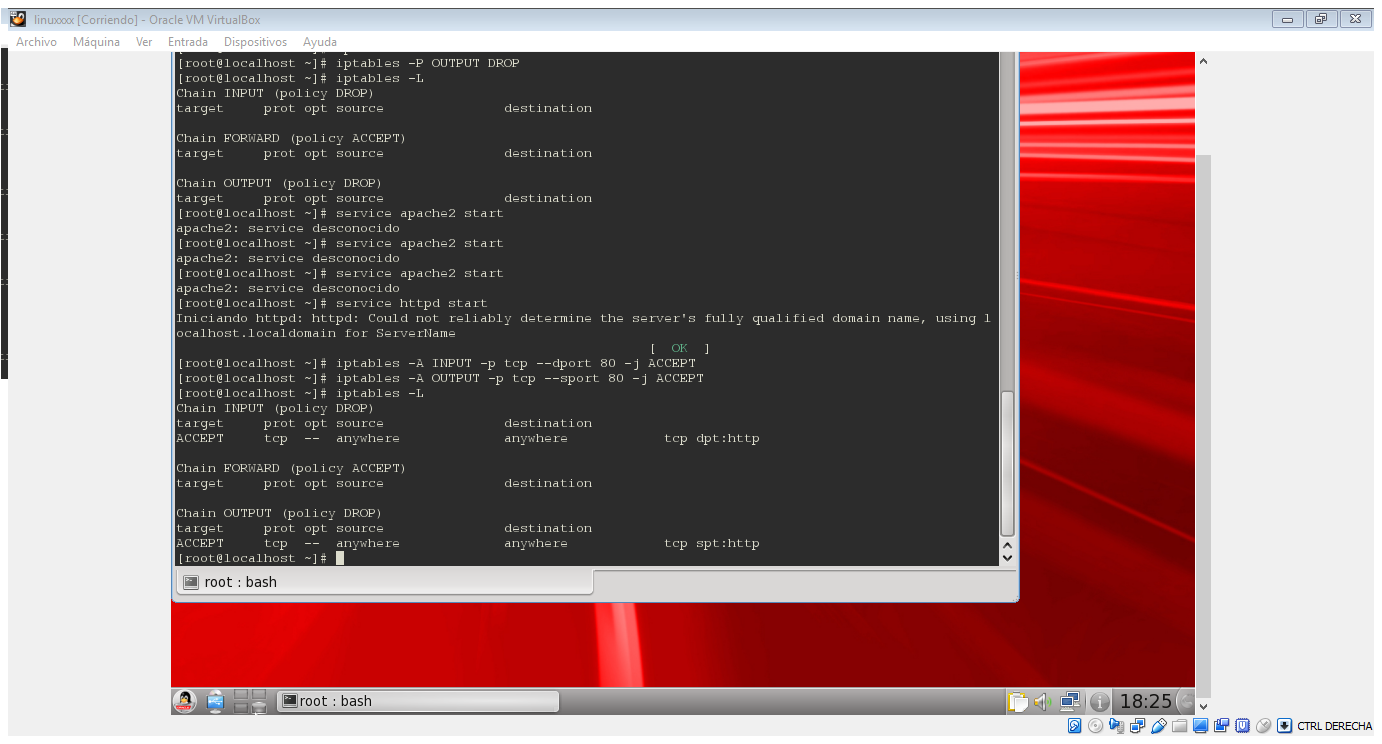 linuxxxx [Corriendo] - Oracle VM VirtualBox
Archivo Máquina Ver Entrada Dispositivos Ayuda
[root@localhost ~]# iptables -P OUTPUT DROP
[root@localhost ~]# iptables -L
Chain INPUT (policy DROP)
target prot opt source destination
Chain FORWARD (policy ACCEPT)
target prot opt source destination
Chain OUTPUT (policy DROP)
target prot opt source destination
[root@localhost ~]# service apache2 start
apache2: service desconocido
[root@localhost ~]# service apache2 start
apache2: service desconocido
[root@localhost ~]# service apache2 start
apache2: service desconocido
[root@localhost ~]# service httpd start
Iniciando httpd: httpd: Could not reliably determine the server's fully qualified domain name, using l
ocalhost.localdomain for ServerName
[ OK ]
[root@localhost ~]# iptables -A INPUT -p tcp --dport 80 -j ACCEPT
[root@localhost ~]# iptables -A OUTPUT -p tcp --sport 80 -j ACCEPT
[root@localhost ~]# iptables -L
Chain INPUT (policy DROP)
target prot opt source destination
ACCEPT tcp -- anywhere anywhere tcp dpt:http
Chain FORWARD (policy ACCEPT)
target prot opt source destination
Chain OUTPUT (policy DROP)
target prot opt source destination
ACCEPT tcp -- anywhere anywhere tcp spt:http
[root@localhost ~]#
root : bash
root : bash
18:25
CTRL DERECHA